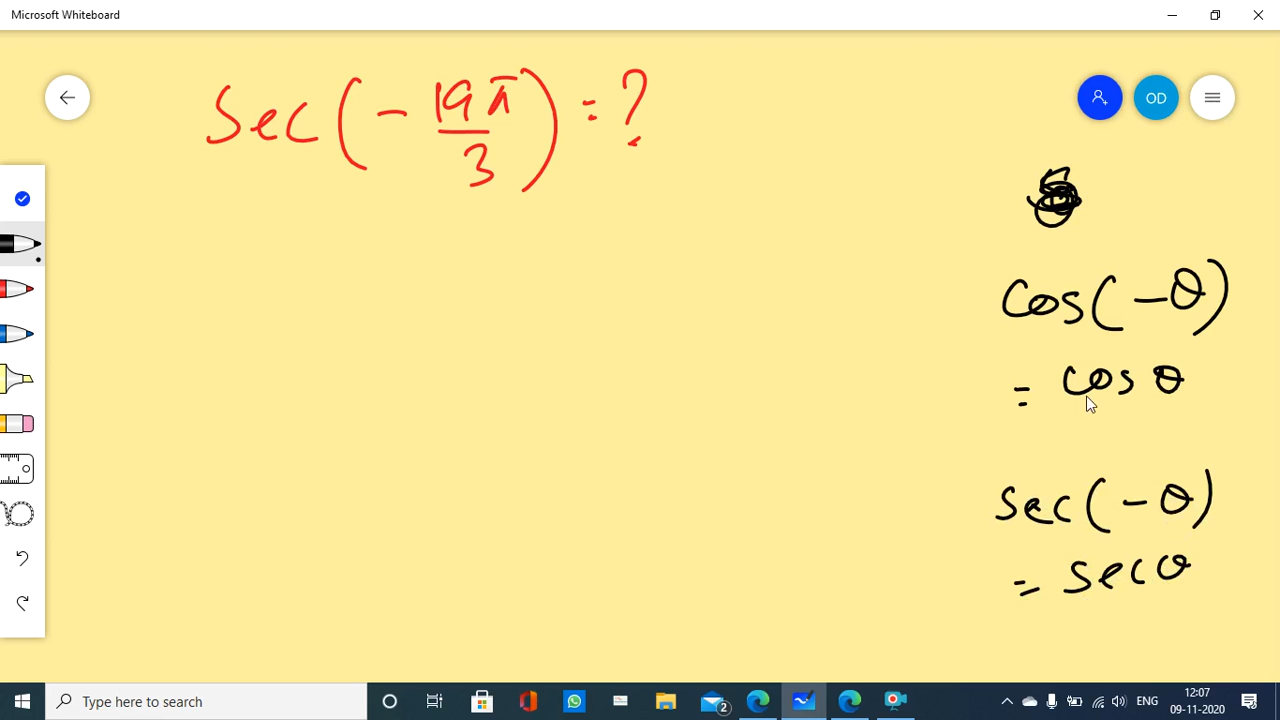 Microsoft Whiteboard
Sec(-19π/3) = ?
OD
Cos(-θ)
= cos θ
Sec(-θ)
= sec θ
Type here to search
2
ENG
12:07
09-11-2020